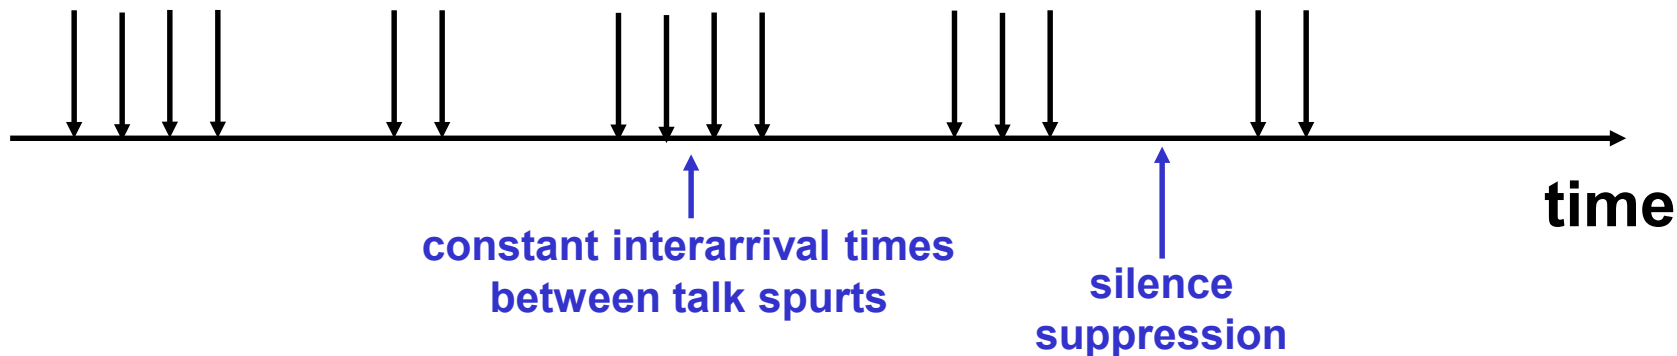 time
constant interarrival times
between talk spurts
silence
suppression